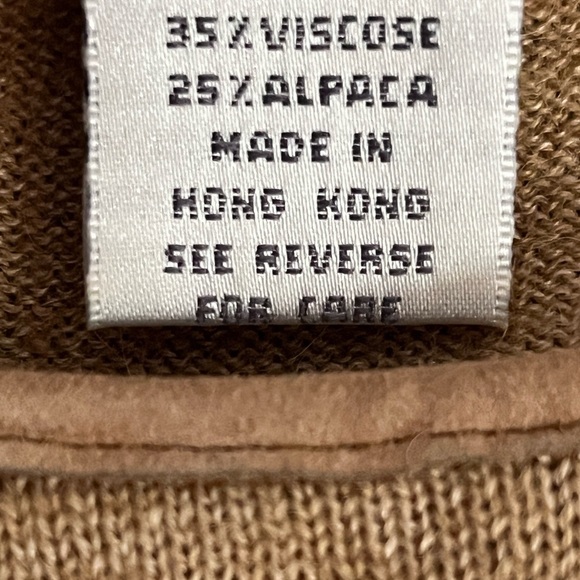 35% VISCOSE
25% ALPACA
MADE IN
HONG KONG
SEE REVERSE
FOR CARE